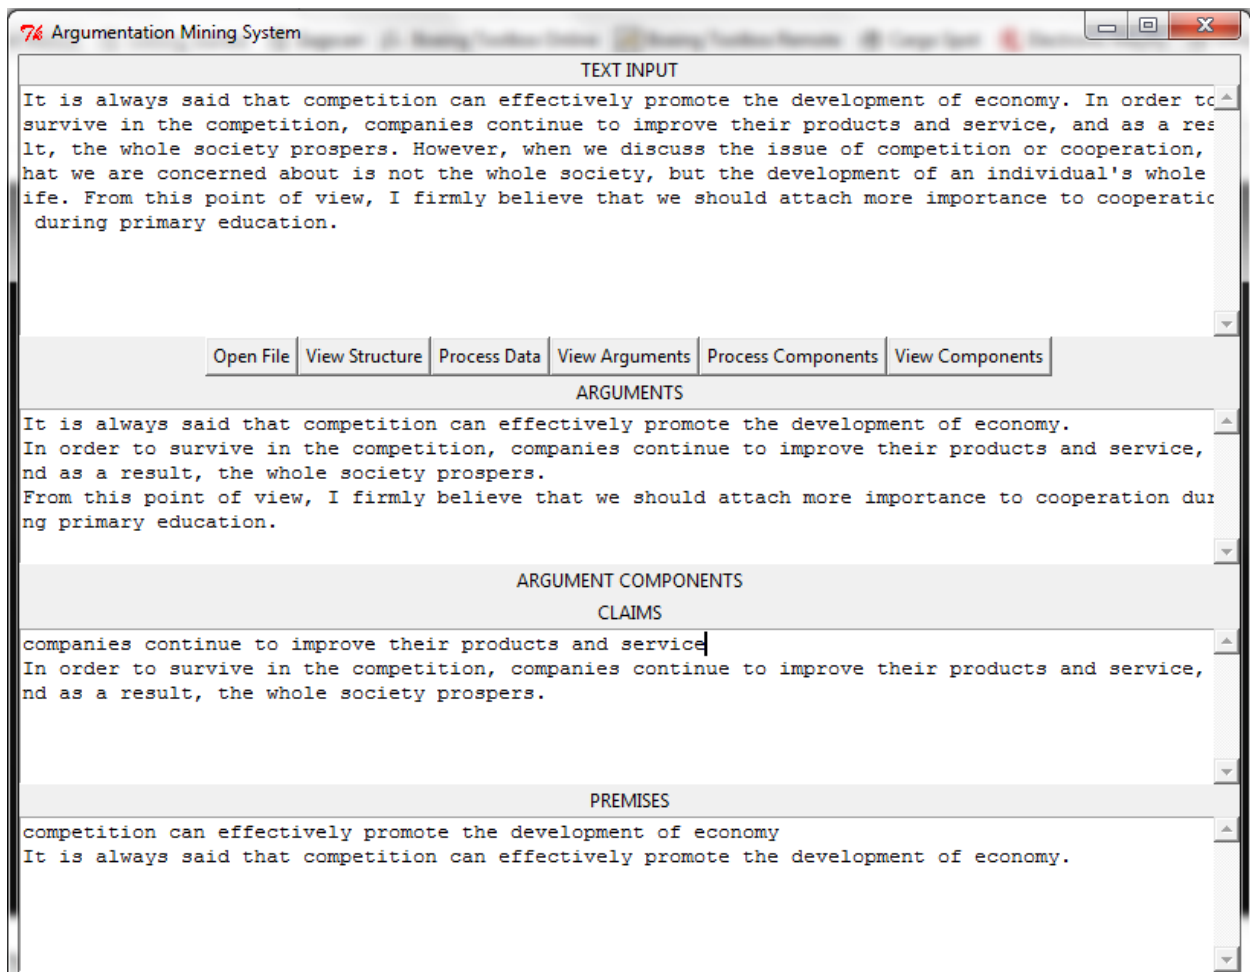 7% Argumentation Mining System
TEXT INPUT
It is always said that competition can effectively promote the development of economy. In order to
survive in the competition, companies continue to improve their products and service, and as a res
lt, the whole society prospers. However, when we discuss the issue of competition or cooperation,
hat we are concerned about is not the whole society, but the development of an individual's whole
ife. From this point of view, I firmly believe that we should attach more importance to cooperatio
during primary education.
Open File View Structure Process Data View Arguments Process Components View Components
ARGUMENTS
It is always said that competition can effectively promote the development of economy.
In order to survive in the competition, companies continue to improve their products and service,
nd as a result, the whole society prospers.
From this point of view, I firmly believe that we should attach more importance to cooperation dur
ng primary education.
ARGUMENT COMPONENTS
CLAIMS
companies continue to improve their products and service
In order to survive in the competition, companies continue to improve their products and service,
nd as a result, the whole society prospers.
PREMISES
competition can effectively promote the development of economy
It is always said that competition can effectively promote the development of economy.